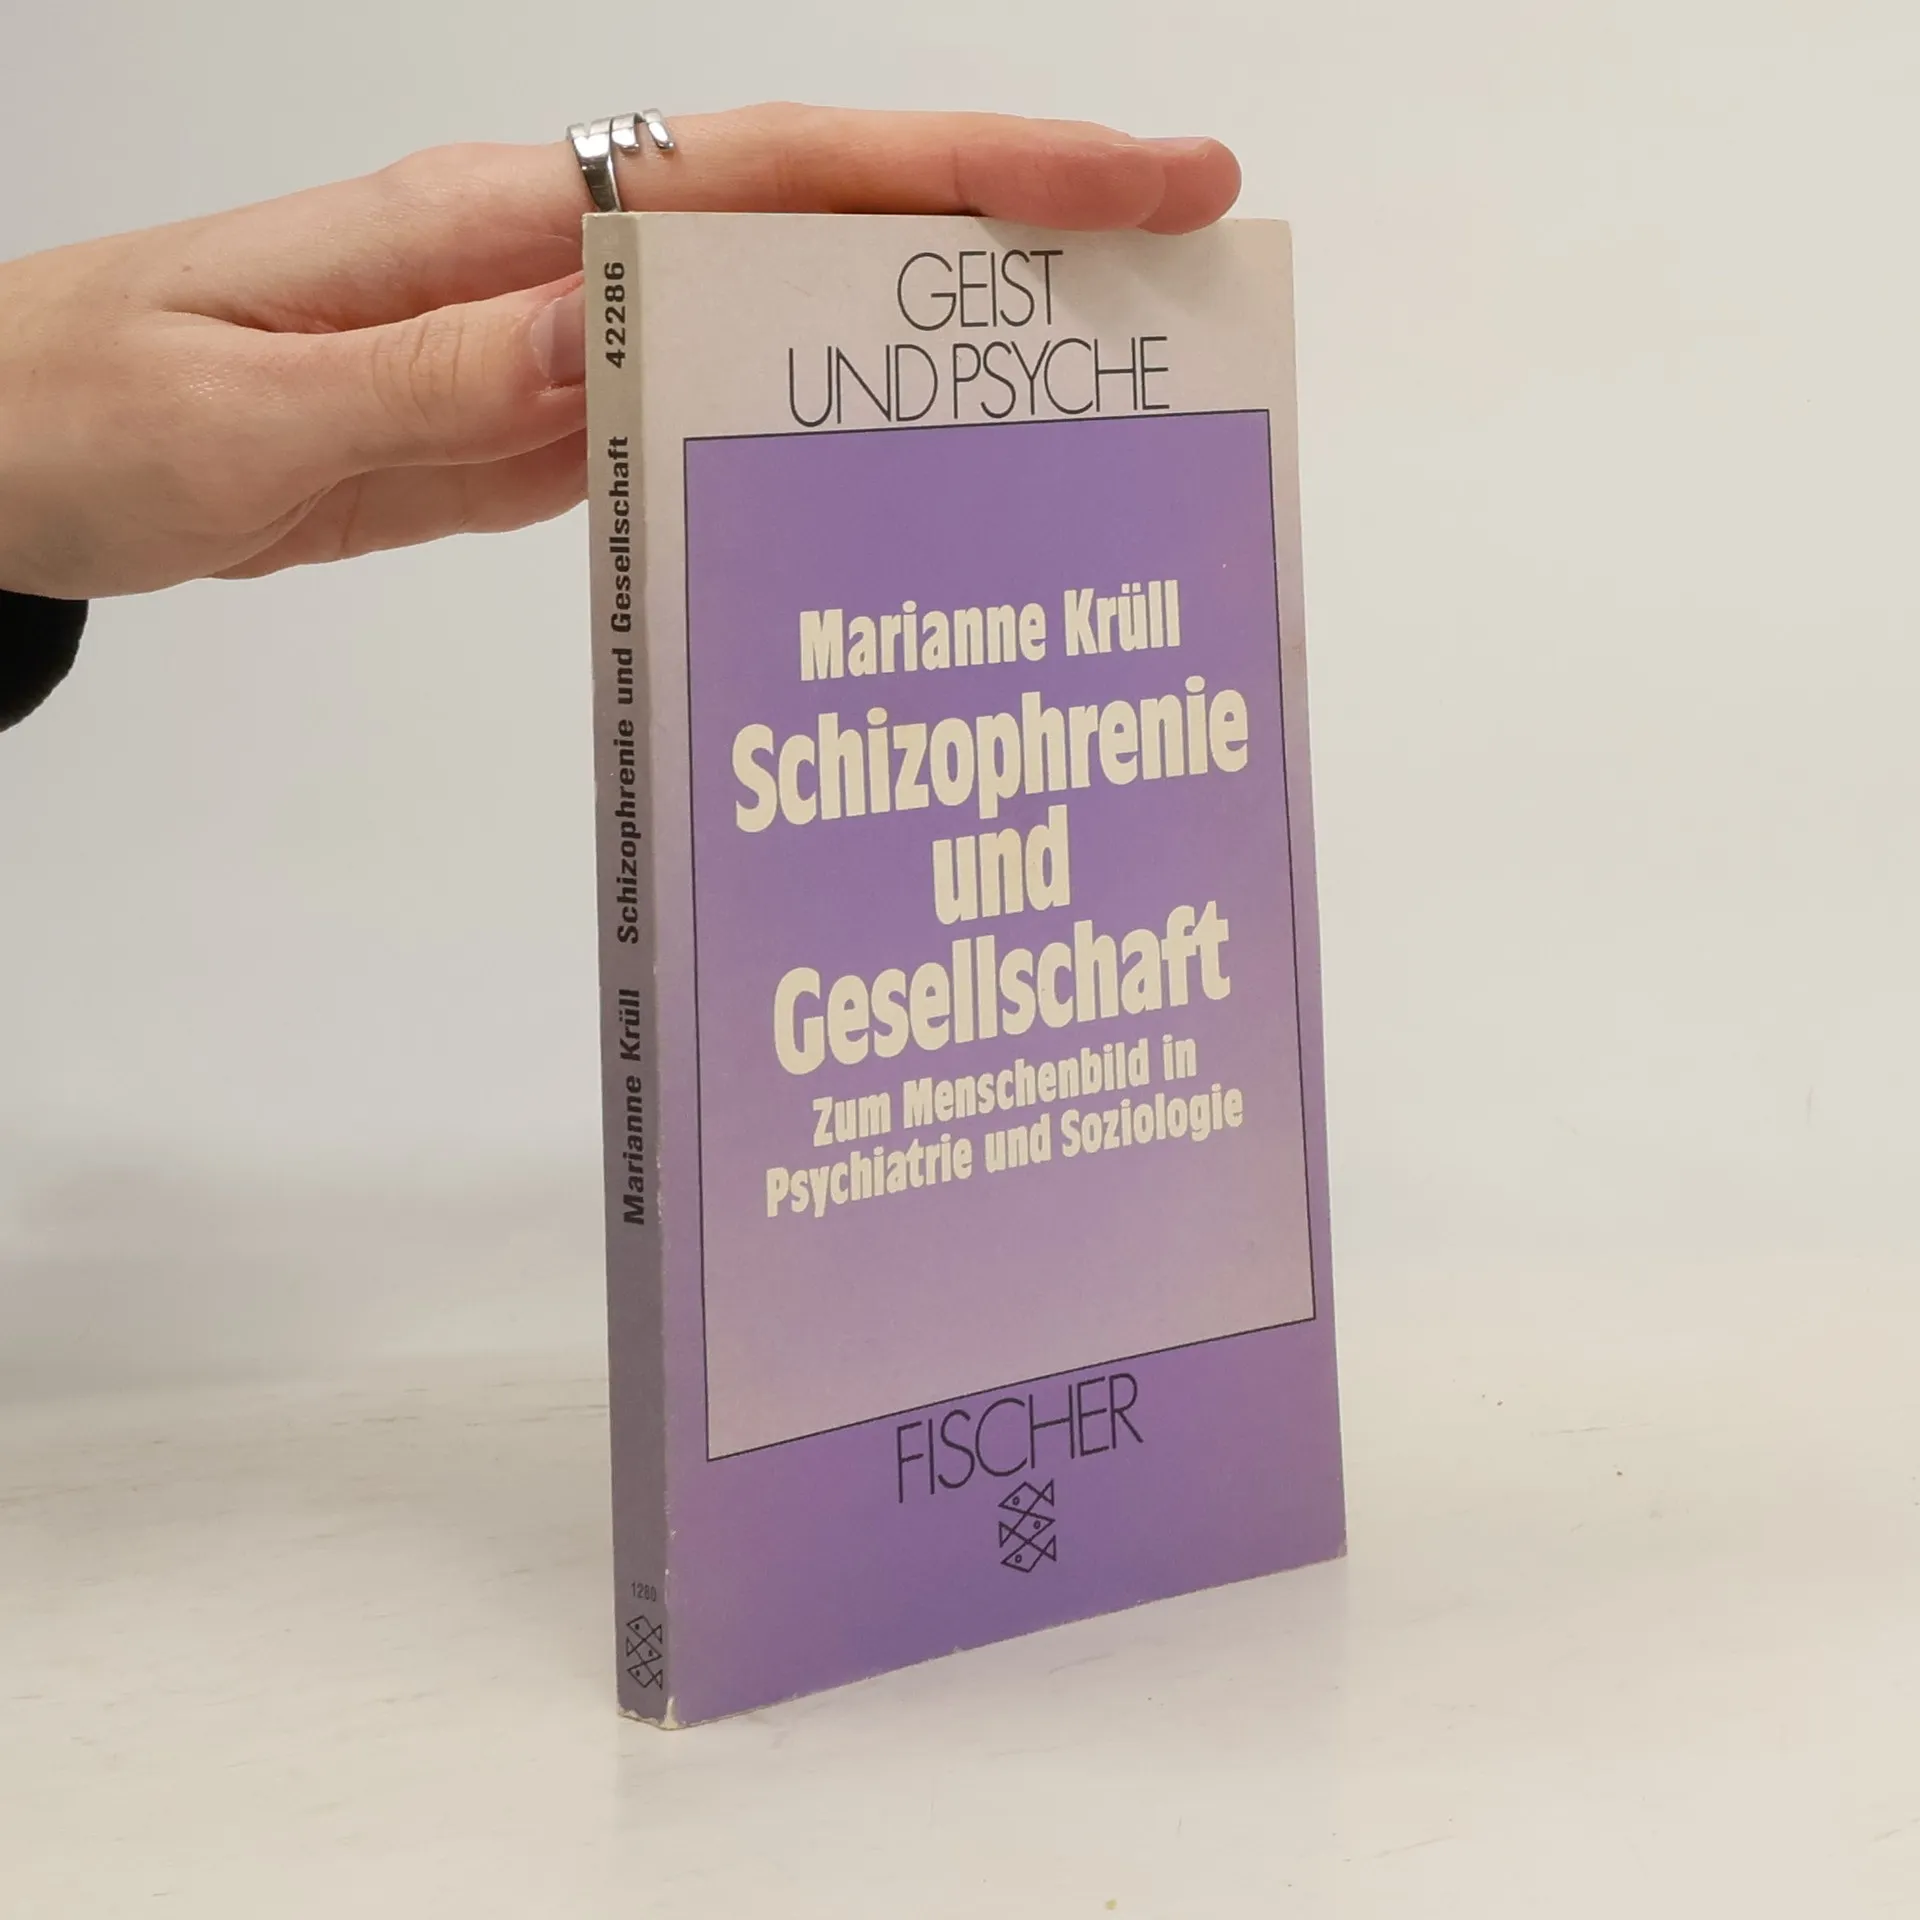 GEIST
UND PSYCHE
Marianne Krüll
Schizophrenie
und
Gesellschaft
Zum Menschenbild in
Psychiatrie und Soziologie
FISCHER
Marianne Krüll Schizophrenie und Gesellschaft 42286
1280